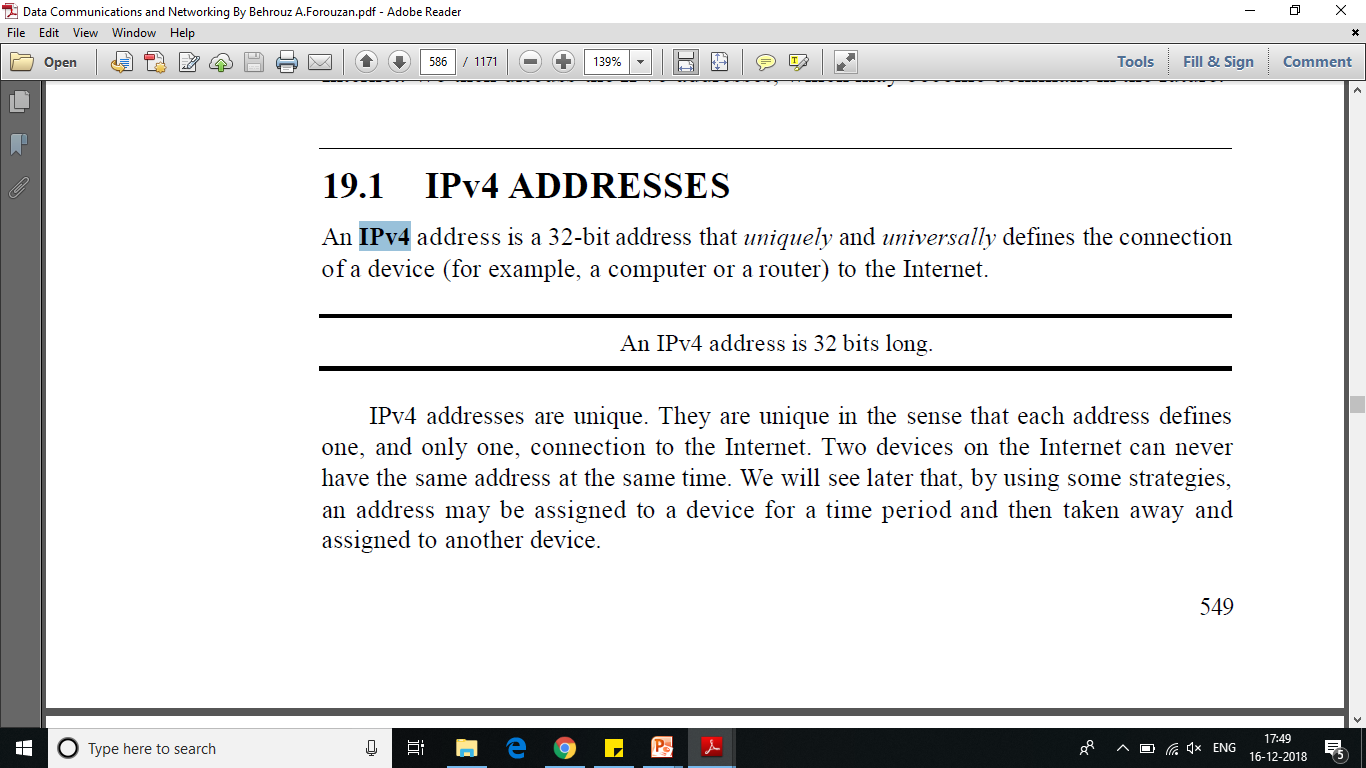 Data Communications and Networking By Behrouz A.Forouzan.pdf - Adobe Reader
File Edit View Window Help
Open 586 / 1171 139% Tools Fill & Sign Comment
19.1 IPv4 ADDRESSES
An IPv4 address is a 32-bit address that uniquely and universally defines the connection
of a device (for example, a computer or a router) to the Internet.
An IPv4 address is 32 bits long.
IPv4 addresses are unique. They are unique in the sense that each address defines
one, and only one, connection to the Internet. Two devices on the Internet can never
have the same address at the same time. We will see later that, by using some strategies,
an address may be assigned to a device for a time period and then taken away and
assigned to another device.
549
Type here to search
ENG
17:49
16-12-2018
5